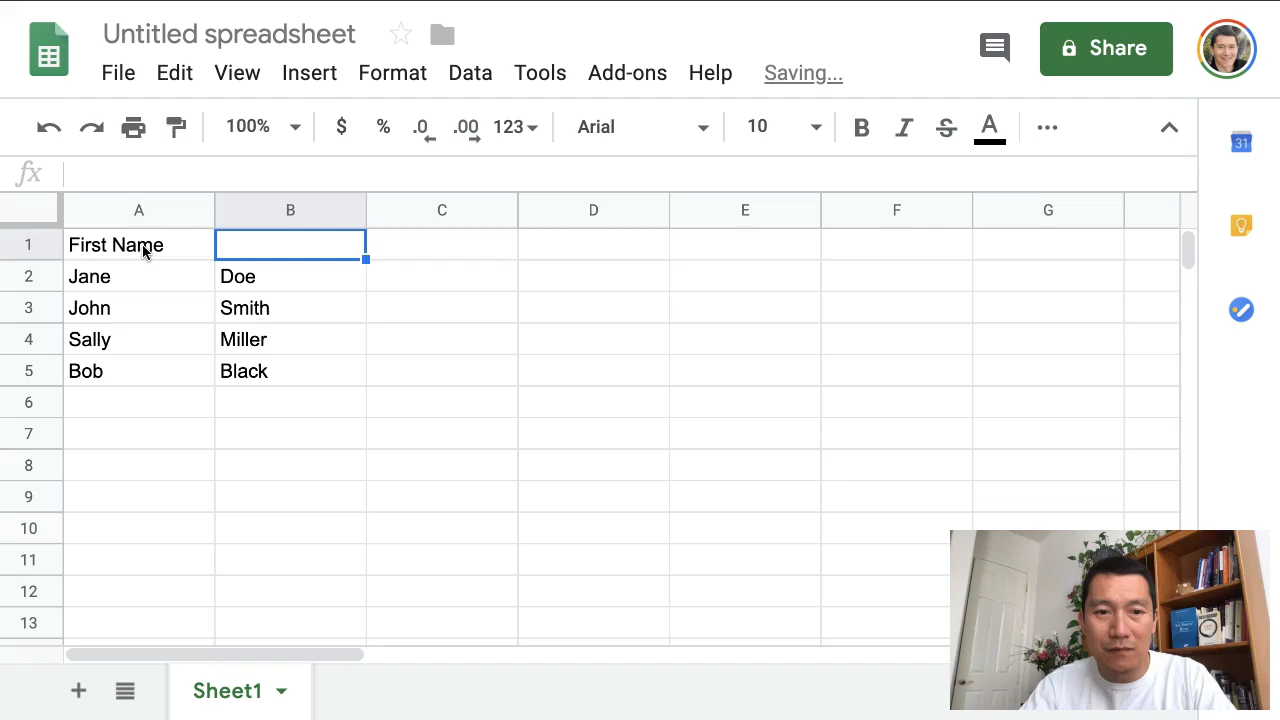 Untitled spreadsheet
File Edit View Insert Format Data Tools Add-ons Help Saving...
Share
100% $ % .0 .00 123 Arial 10 B I S A
31
fx
A B C D E F G
1 First Name
2 Jane Doe
3 John Smith
4 Sally Miller
5 Bob Black
6
7
8
9
10
11
12
13
+ Sheet1